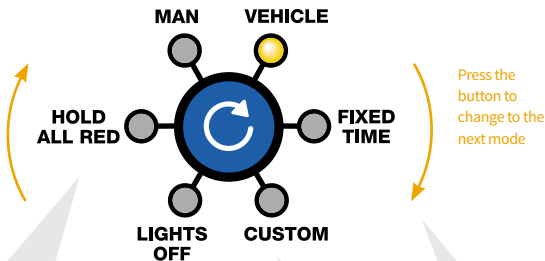 MAN
VEHICLE
HOLD
ALL RED
FIXED
TIME
LIGHTS
OFF
CUSTOM
Press the
button to
change to the
next mode